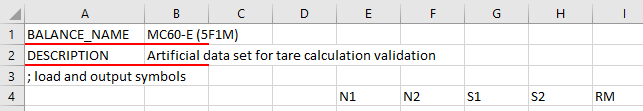 A B C D E F G H I
1 BALANCE_NAME MC60-E (5F1M)
2 DESCRIPTION Artificial data set for tare calculation validation
3 ; load and output symbols
4 N1 N2 S1 S2 RM